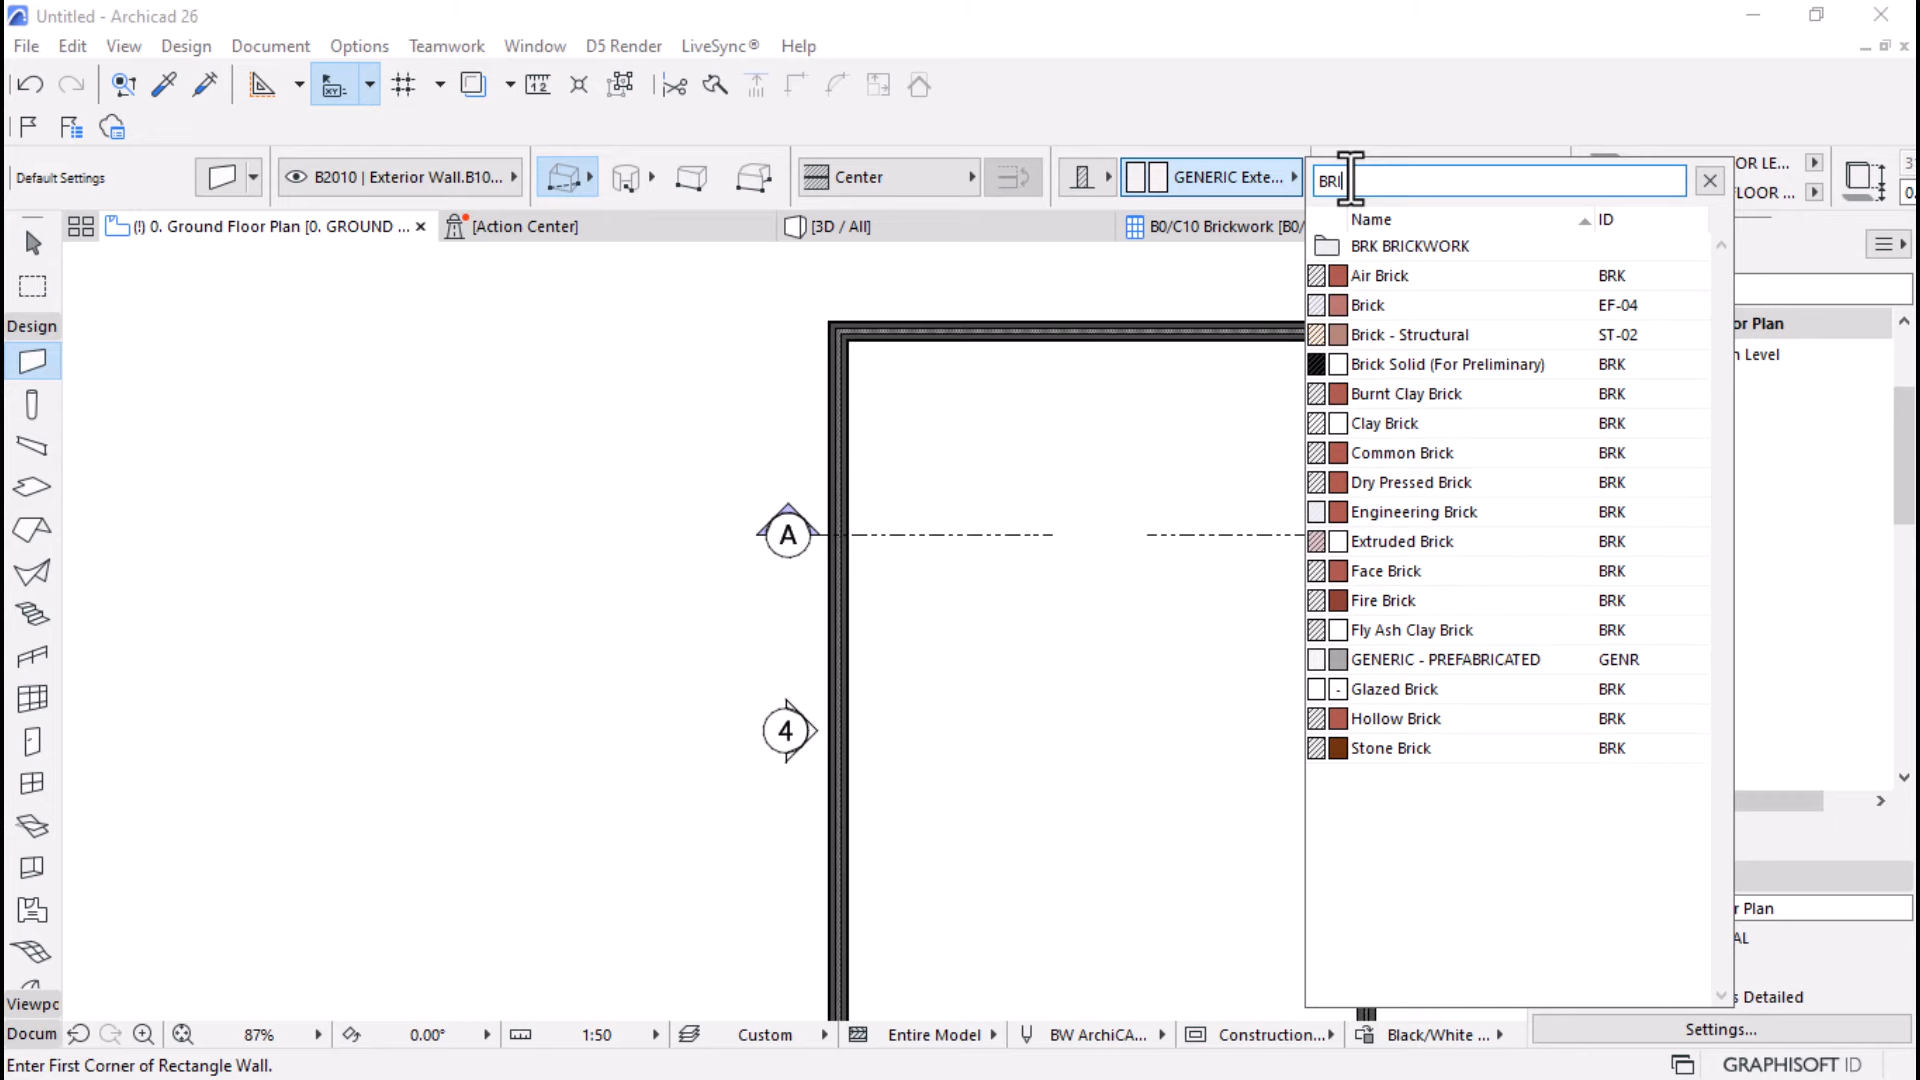 Untitled - Archicad 26
File Edit View Design Document Options Teamwork Window D5 Render LiveSync® Help
XY:
1 2
Default Settings
B2010 | Exterior Wall.B10...
Center
GENERIC Exte...
BRI
OR LE...
FLOOR ...
(!) 0. Ground Floor Plan [0. GROUND ...
[Action Center]
[3D / All]
B0/C10 Brickwork [B0/
Name ID
BRK BRICKWORK
Air Brick BRK
Brick EF-04
Brick - Structural ST-02
Brick Solid (For Preliminary) BRK
Burnt Clay Brick BRK
Clay Brick BRK
Common Brick BRK
Dry Pressed Brick BRK
Engineering Brick BRK
Extruded Brick BRK
Face Brick BRK
Fire Brick BRK
Fly Ash Clay Brick BRK
GENERIC - PREFABRICATED GENR
Glazed Brick BRK
Hollow Brick BRK
Stone Brick BRK
Design
A
4
or Plan
n Level
r Plan
AL
s Detailed
Settings...
Viewpc
Docum
87%
0.00°
1:50
Custom
Entire Model
BW ArchiCA...
Construction...
Black/White ...
Enter First Corner of Rectangle Wall.
GRAPHISOFT ID